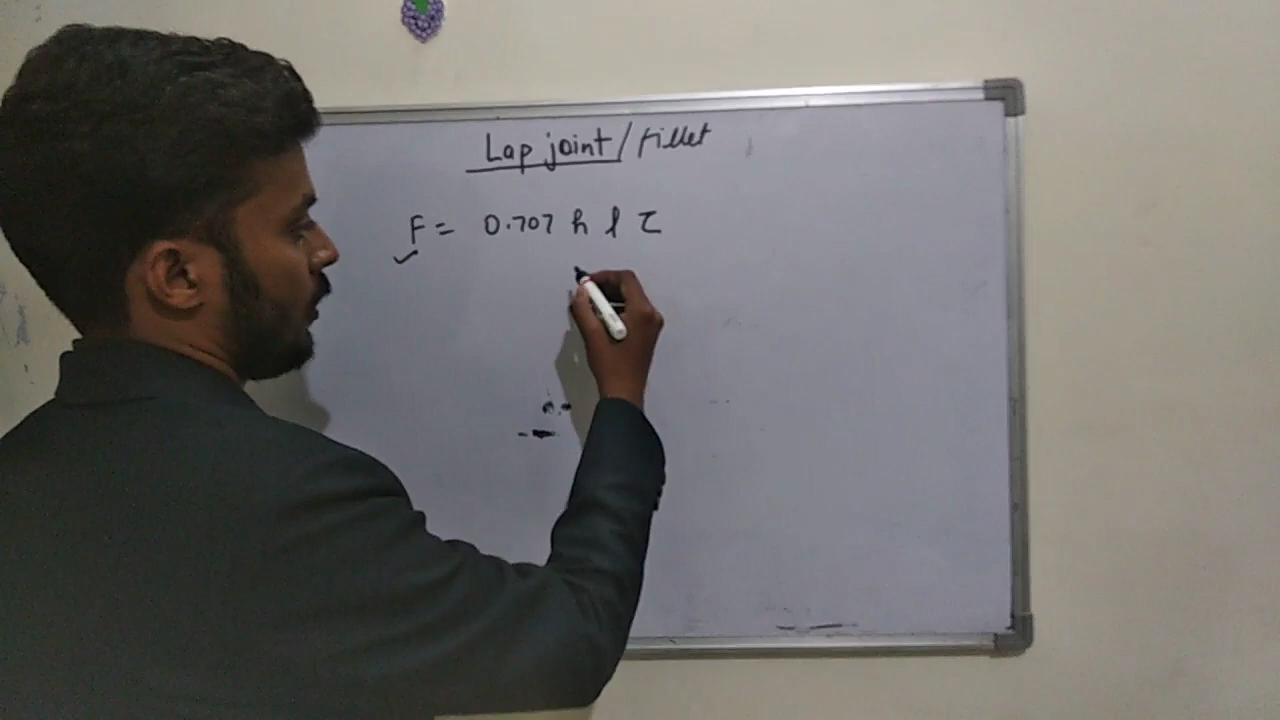 Lap joint / Fillet
F = 0.707 h l τ